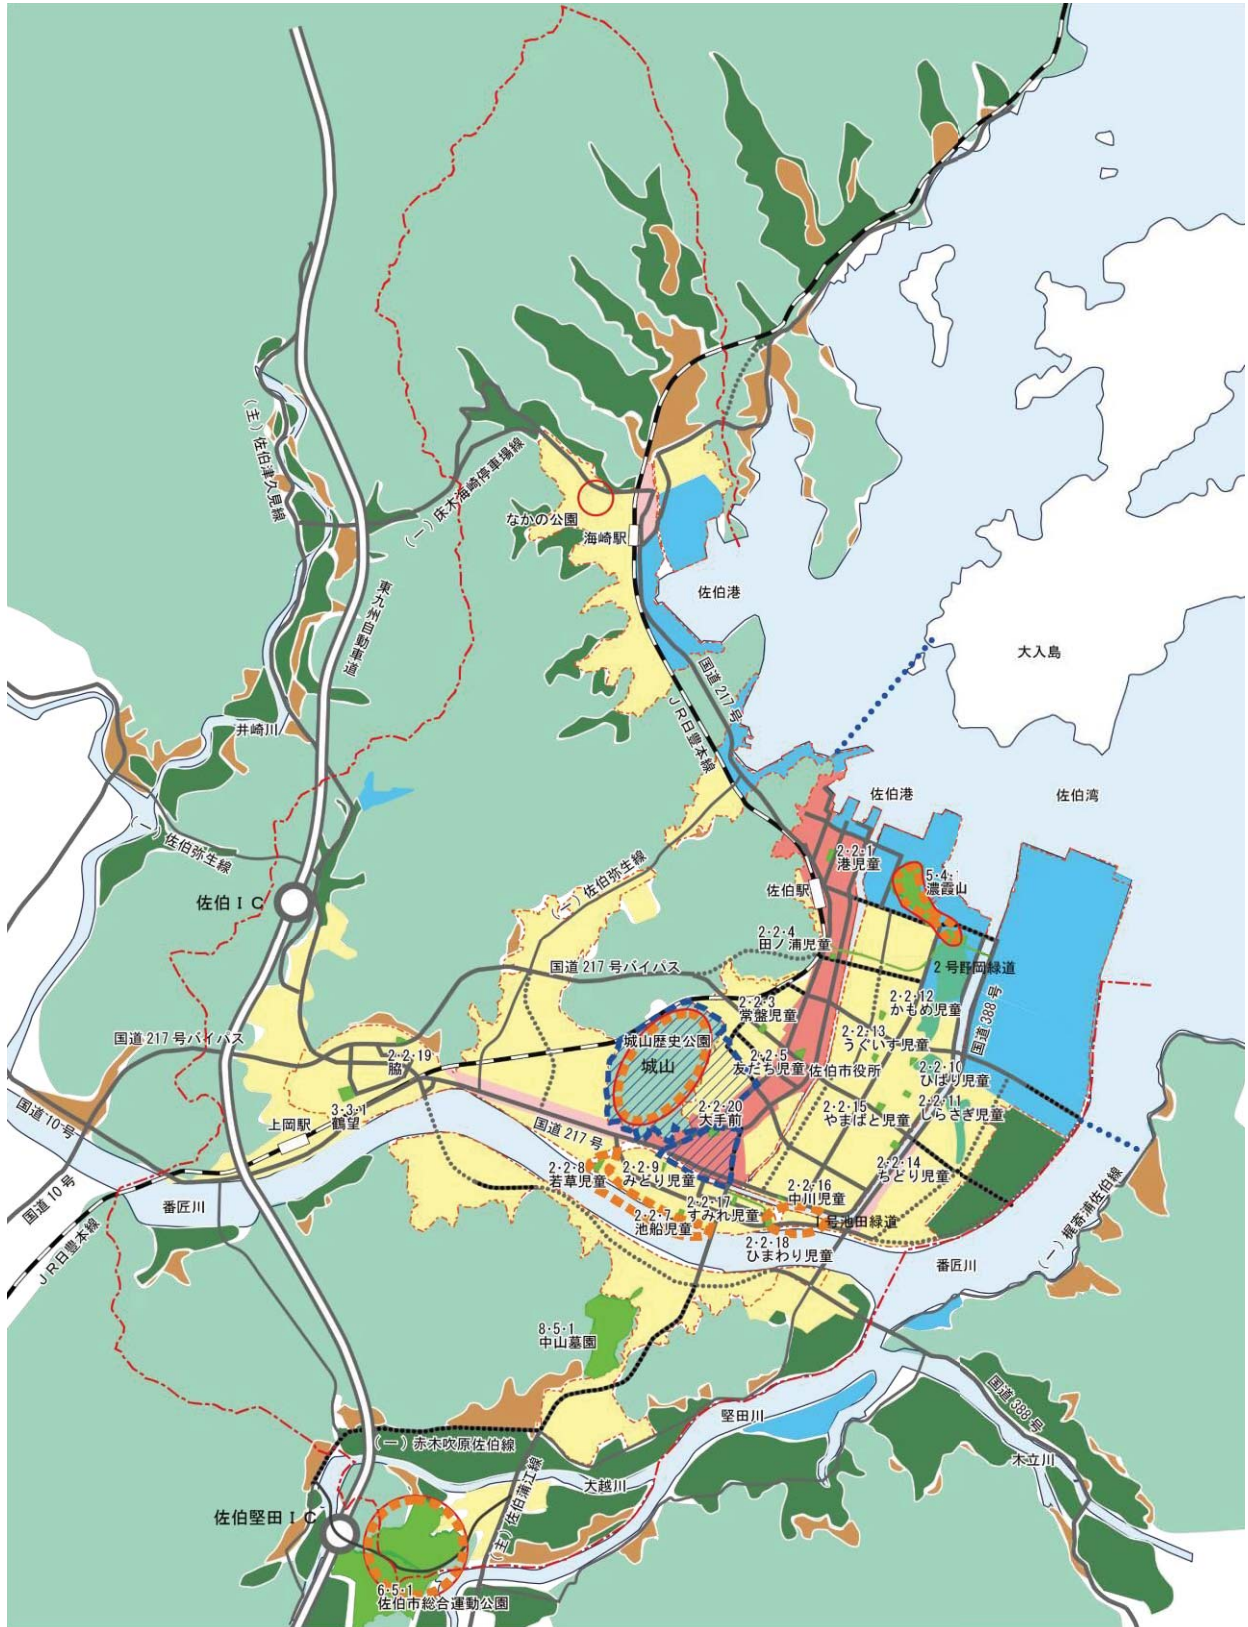 (主)佐伯津久見線
(一)床木海崎停車場線
なかの公園
海崎駅
東九州自動車道
佐伯港
大入島
国道217号
JR日豊本線
井崎川
佐伯港
佐伯湾
(一)佐伯弥生線
(一)佐伯弥生線
2・2・1
港児童
5・4・
濃霞山
佐伯IC
佐伯駅
2・2・4
田ノ浦児童
国道217号バイパス
2号野岡緑道
2・2・3
常盤児童
2・2・12
かもめ児童
国道388号
国道217号バイパス
城山歴史公園
城山
2・2・13
うぐいす児童
2・2・19
脇
2・2・5
友だち児童
佐伯市役所
2・2・10
ひばり児童
3・3・1
鶴望
上岡駅
国道10号
国道217号
2・2・20
大手前
2・2・15
やまばと児童
2・2・11
しらさぎ児童
2・2・8
若草児童
2・2・9
みどり児童
2・2・14
ちどり児童
国道10号
番匠川
2・2・7
池船児童
2・2・17
すみれ児童
2・2・16
中川児童
1号池田緑道
2・2・18
ひまわり児童
(一)梶寄浦佐伯線
JR日豊本線
番匠川
8・5・1
中山墓園
国道388号
堅田川
(一)赤木吹原佐伯線
木立川
大越川
(主)佐伯蒲江線
佐伯堅田IC
6・5・1
佐伯市総合運動公園